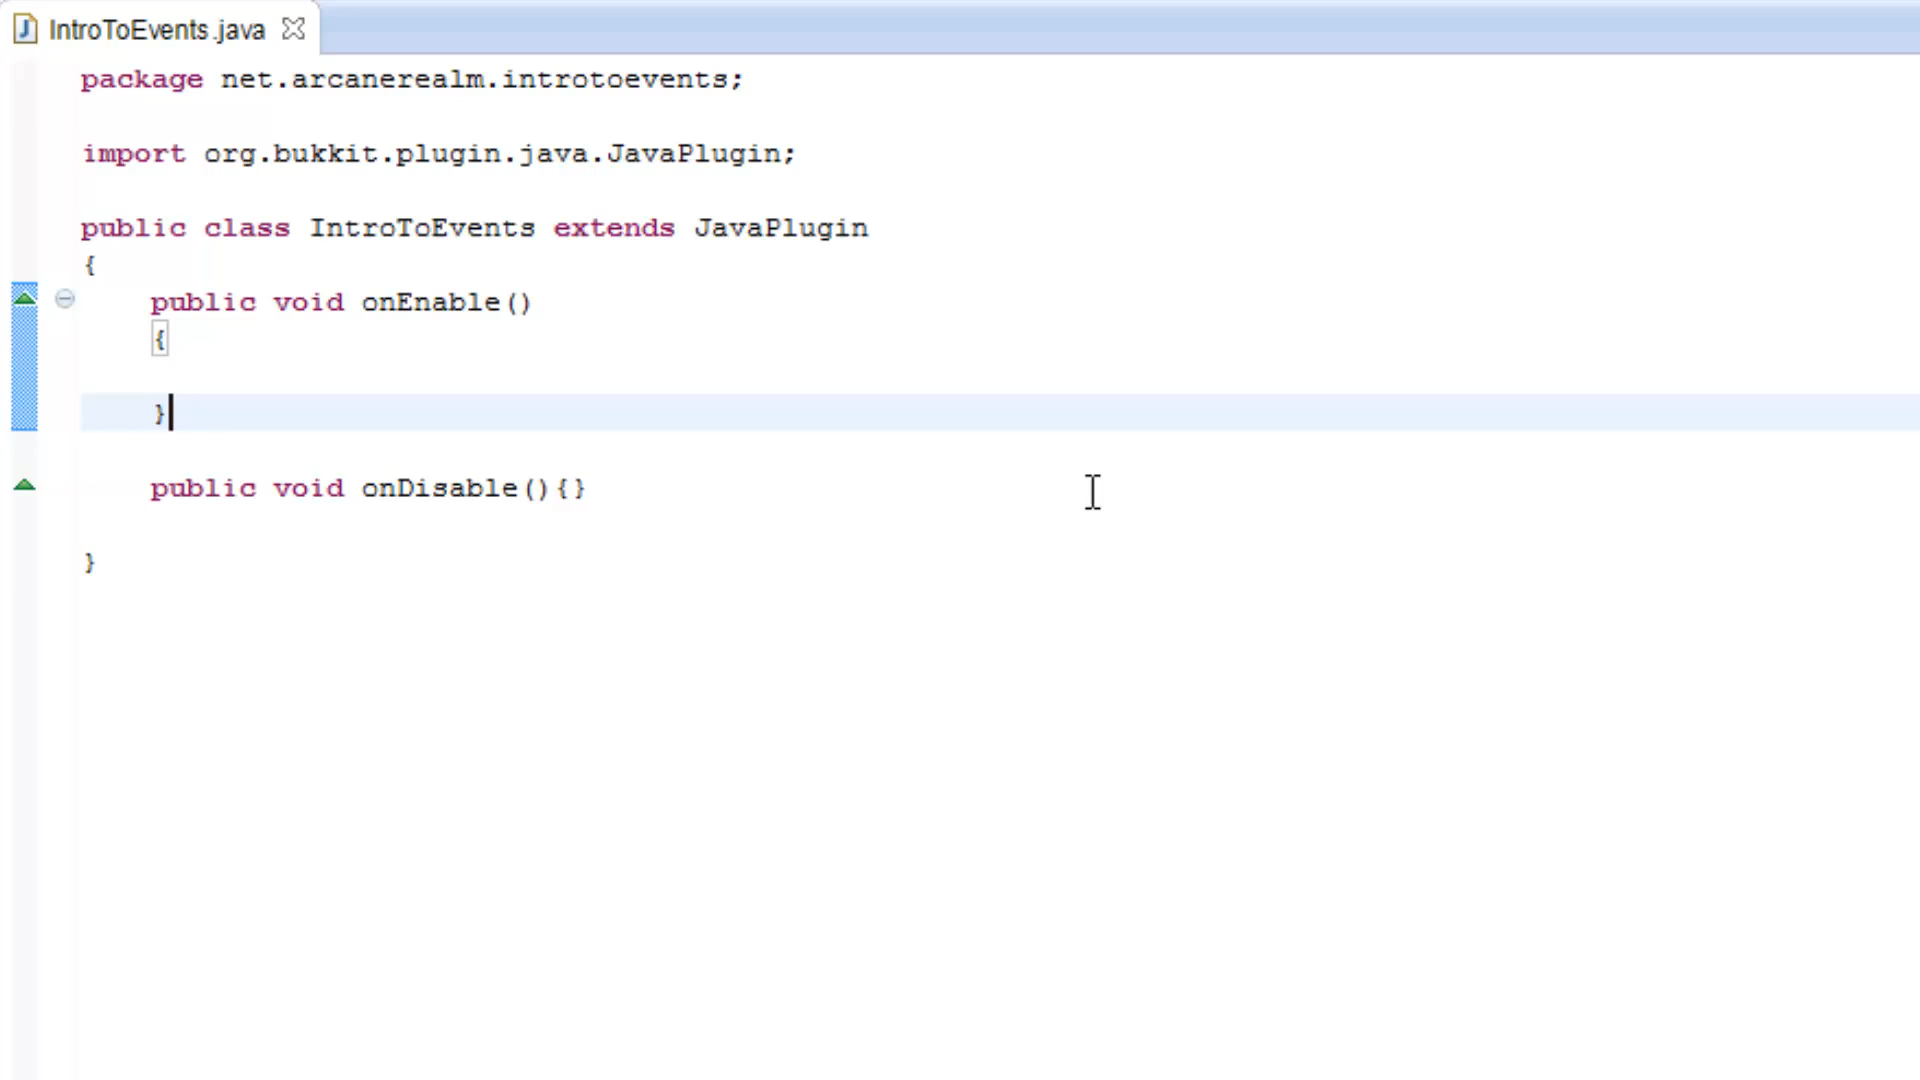 IntroToEvents.java
package net.arcanerealm.introtoevents;
import org.bukkit.plugin.java.JavaPlugin;
public class IntroToEvents extends JavaPlugin
{
public void onEnable()
{
}
public void onDisable(){}
}